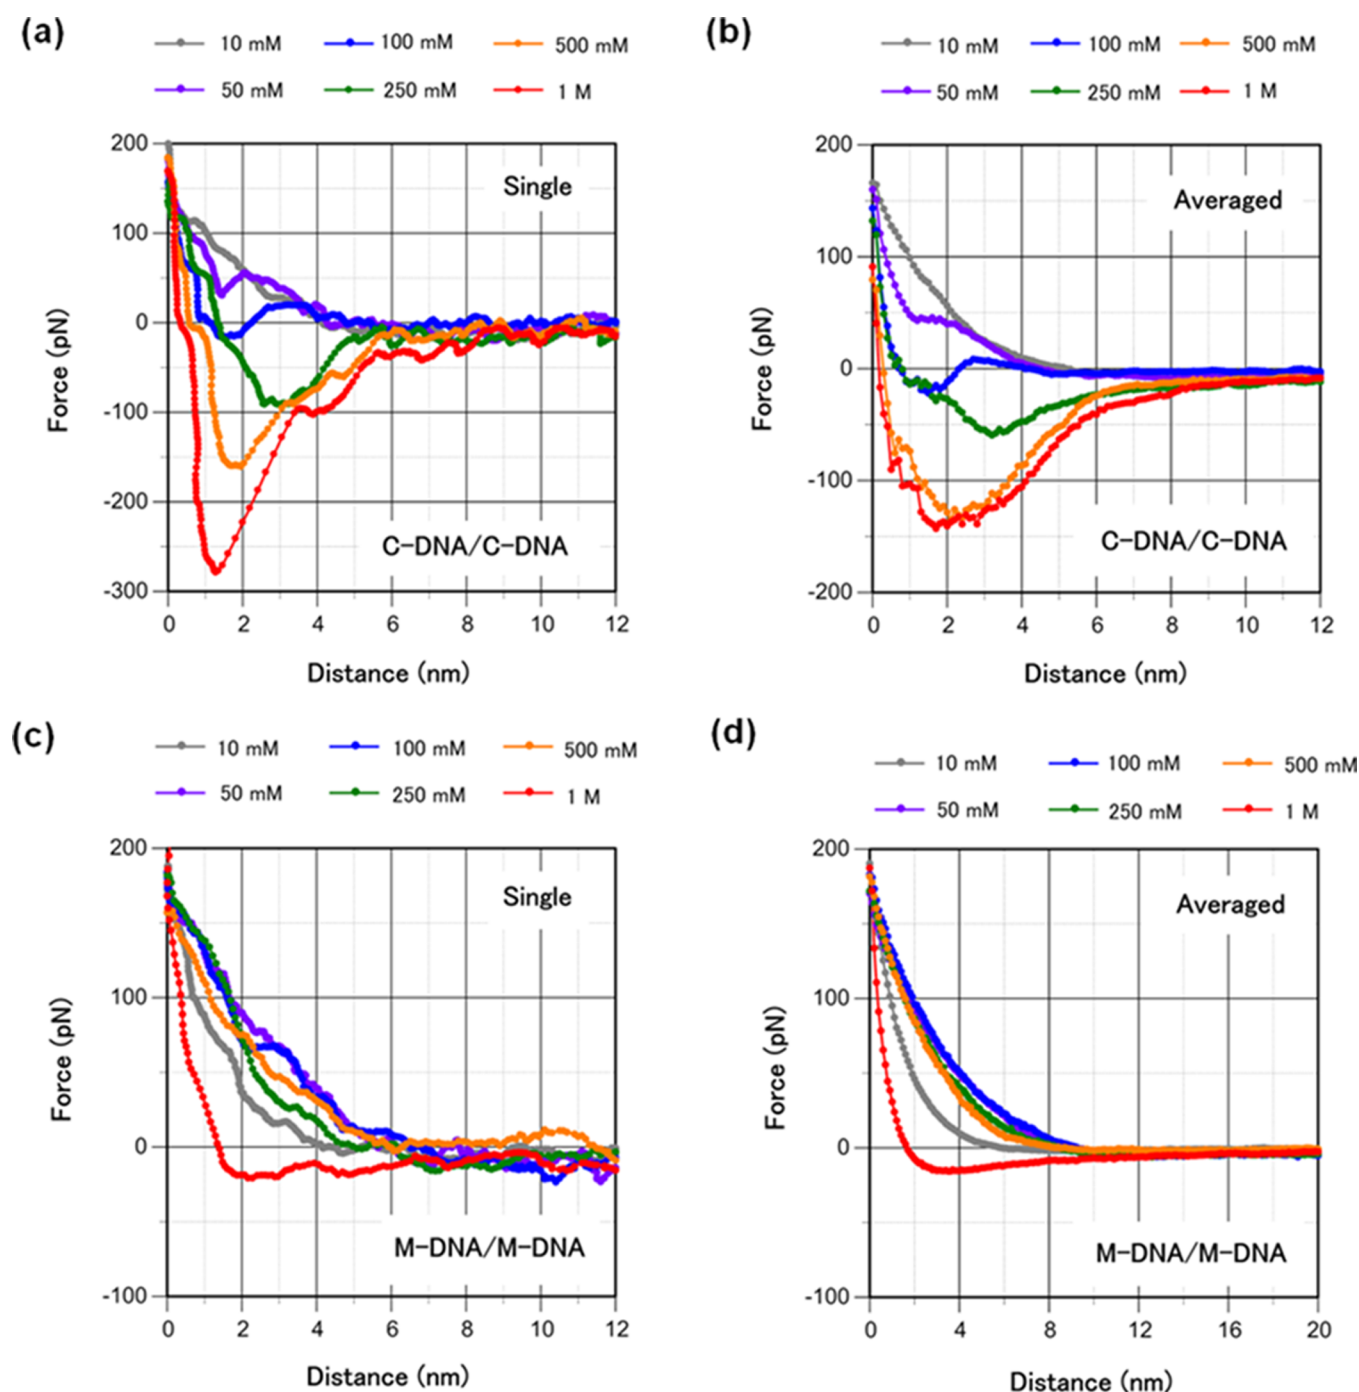 (a)
10 mM 100 mM 500 mM
50 mM 250 mM 1 M
200
100
0
-100
-200
-300
Force (pN)
Single
C-DNA/C-DNA
0 2 4 6 8 10 12
Distance (nm)
(b)
10 mM 100 mM 500 mM
50 mM 250 mM 1 M
200
100
0
-100
-200
Force (pN)
Averaged
C-DNA/C-DNA
0 2 4 6 8 10 12
Distance (nm)
(c)
10 mM 100 mM 500 mM
50 mM 250 mM 1 M
200
100
0
-100
Force (pN)
Single
M-DNA/M-DNA
0 2 4 6 8 10 12
Distance (nm)
(d)
10 mM 100 mM 500 mM
50 mM 250 mM 1 M
200
100
0
-100
Force (pN)
Averaged
M-DNA/M-DNA
0 4 8 12 16 20
Distance (nm)